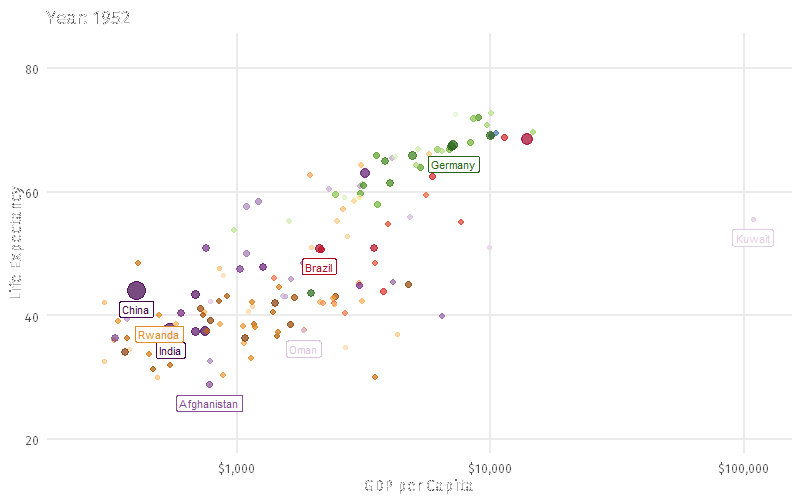 Year: 1952
80
60
40
20
Life Expectancy
Germany
Kuwait
Brazil
China
Rwanda
India
Oman
Afghanistan
$1,000
$10,000
$100,000
GDP per Capita